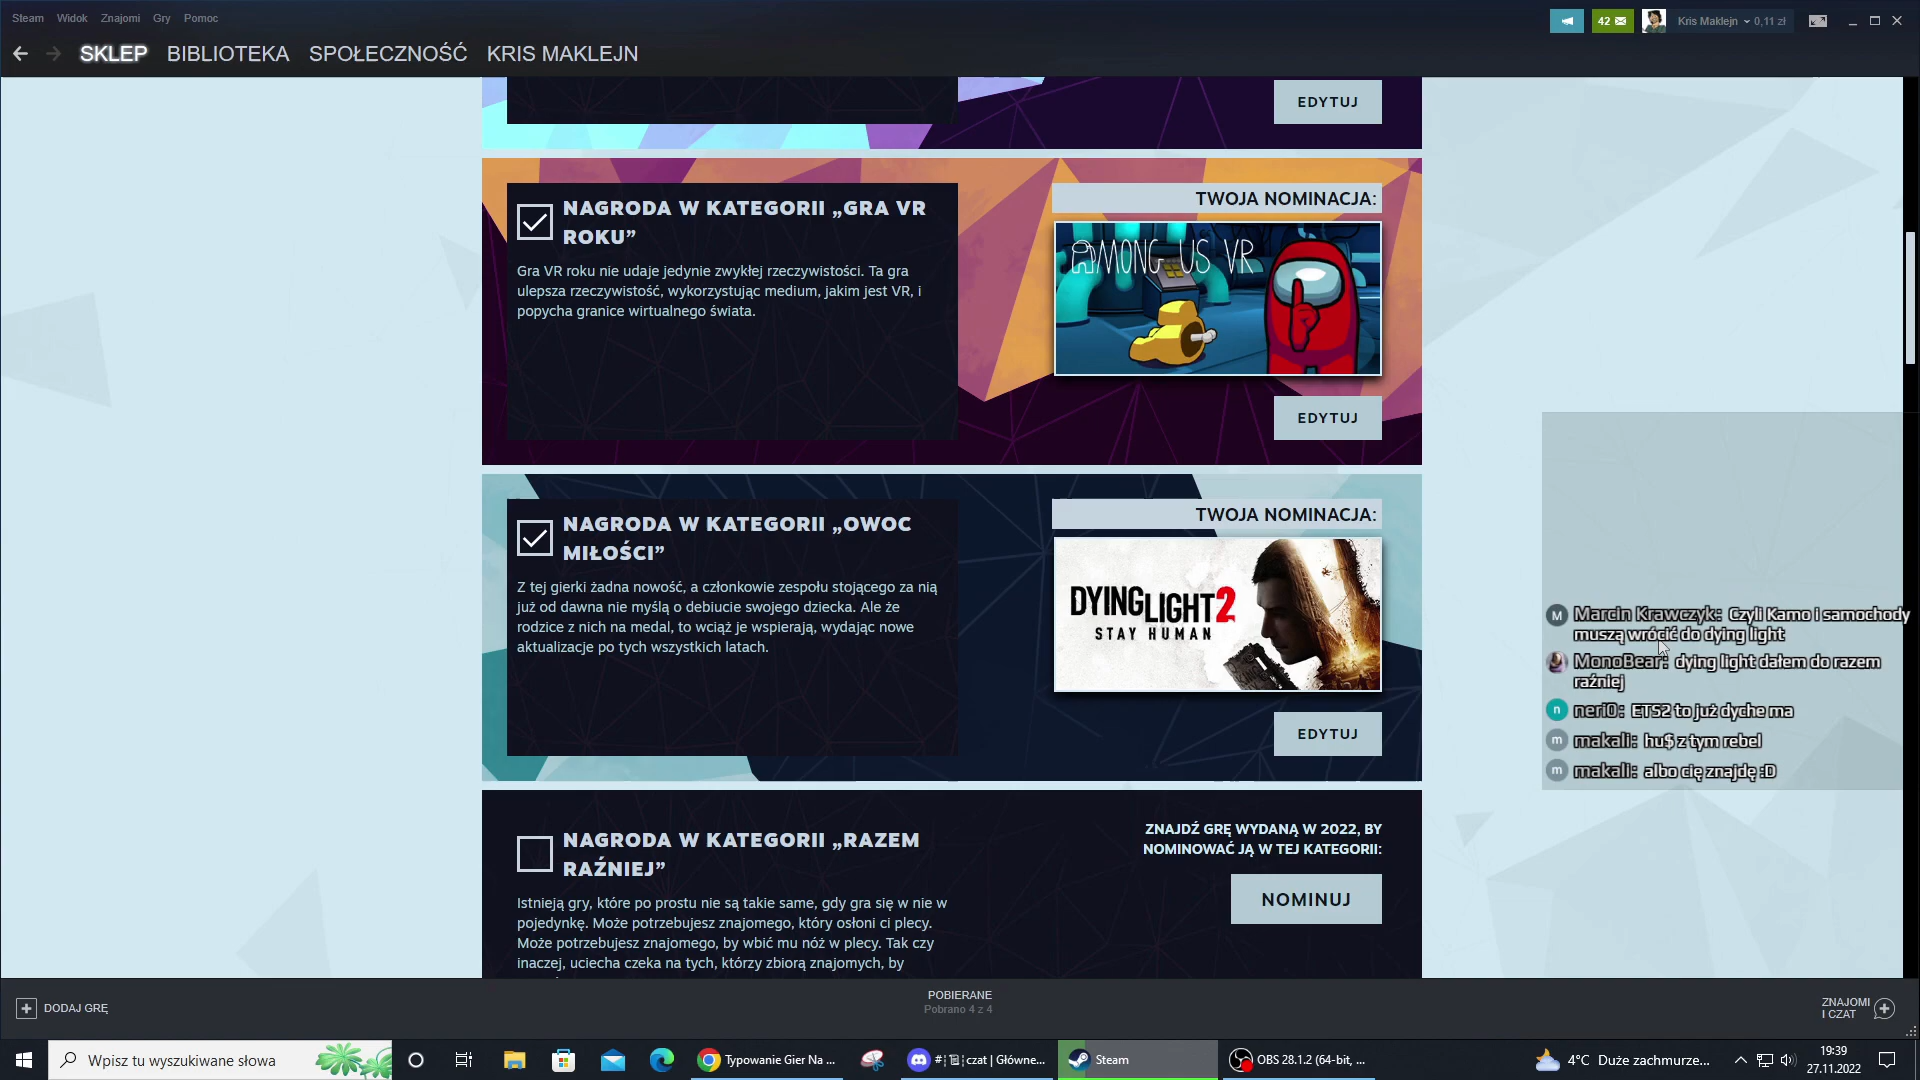 Steam Widok Znajomi Gry Pomoc
42 Kris Maklejn 0,11 zł
SKLEP BIBLIOTEKA SPOŁECZNOŚĆ KRIS MAKLEJN
EDYTUJ
NAGRODA W KATEGORII „GRA VR
ROKU”
Gra VR roku nie udaje jedynie zwykłej rzeczywistości. Ta gra
ulepsza rzeczywistość, wykorzystując medium, jakim jest VR, i
popycha granice wirtualnego świata.
TWOJA NOMINACJA:
AMONG US VR
EDYTUJ
NAGRODA W KATEGORII „OWOC
MIŁOŚCI”
Z tej gierki żadna nowość, a członkowie zespołu stojącego za nią
już od dawna nie myślą o debiucie swojego dziecka. Ale że
rodzice z nich na medal, to wciąż je wspierają, wydając nowe
aktualizacje po tych wszystkich latach.
TWOJA NOMINACJA:
DYING LIGHT 2
STAY HUMAN
EDYTUJ
NAGRODA W KATEGORII „RAZEM
RAŹNIEJ”
Istnieją gry, które po prostu nie są takie same, gdy gra się w nie w
pojedynkę. Może potrzebujesz znajomego, który osłoni ci plecy.
Może potrzebujesz znajomego, by wbić mu nóż w plecy. Tak czy
inaczej, uciecha czeka na tych, którzy zbiorą znajomych, by
ZNAJDŹ GRĘ WYDANĄ W 2022, BY
NOMINOWAĆ JĄ W TEJ KATEGORII:
NOMINUJ
M Marcin Krawczyk: Czyli Kamo i samochody
muszą wrócić do dying light
MonoBear: dying light dałem do razem
raźniej
n neri0: ETS2 to już dyche ma
m makali: hu$ z tym rebel
m makali: albo cię znajdę :D
DODAJ GRĘ
POBIERANE
Pobrano 4 z 4
ZNAJOMI
I CZAT
Wpisz tu wyszukiwane słowa
Typowanie Gier Na ...
czat | Główne...
Steam
OBS 28.1.2 (64-bit, ...
4°C Duże zachmurze...
19:39
27.11.2022